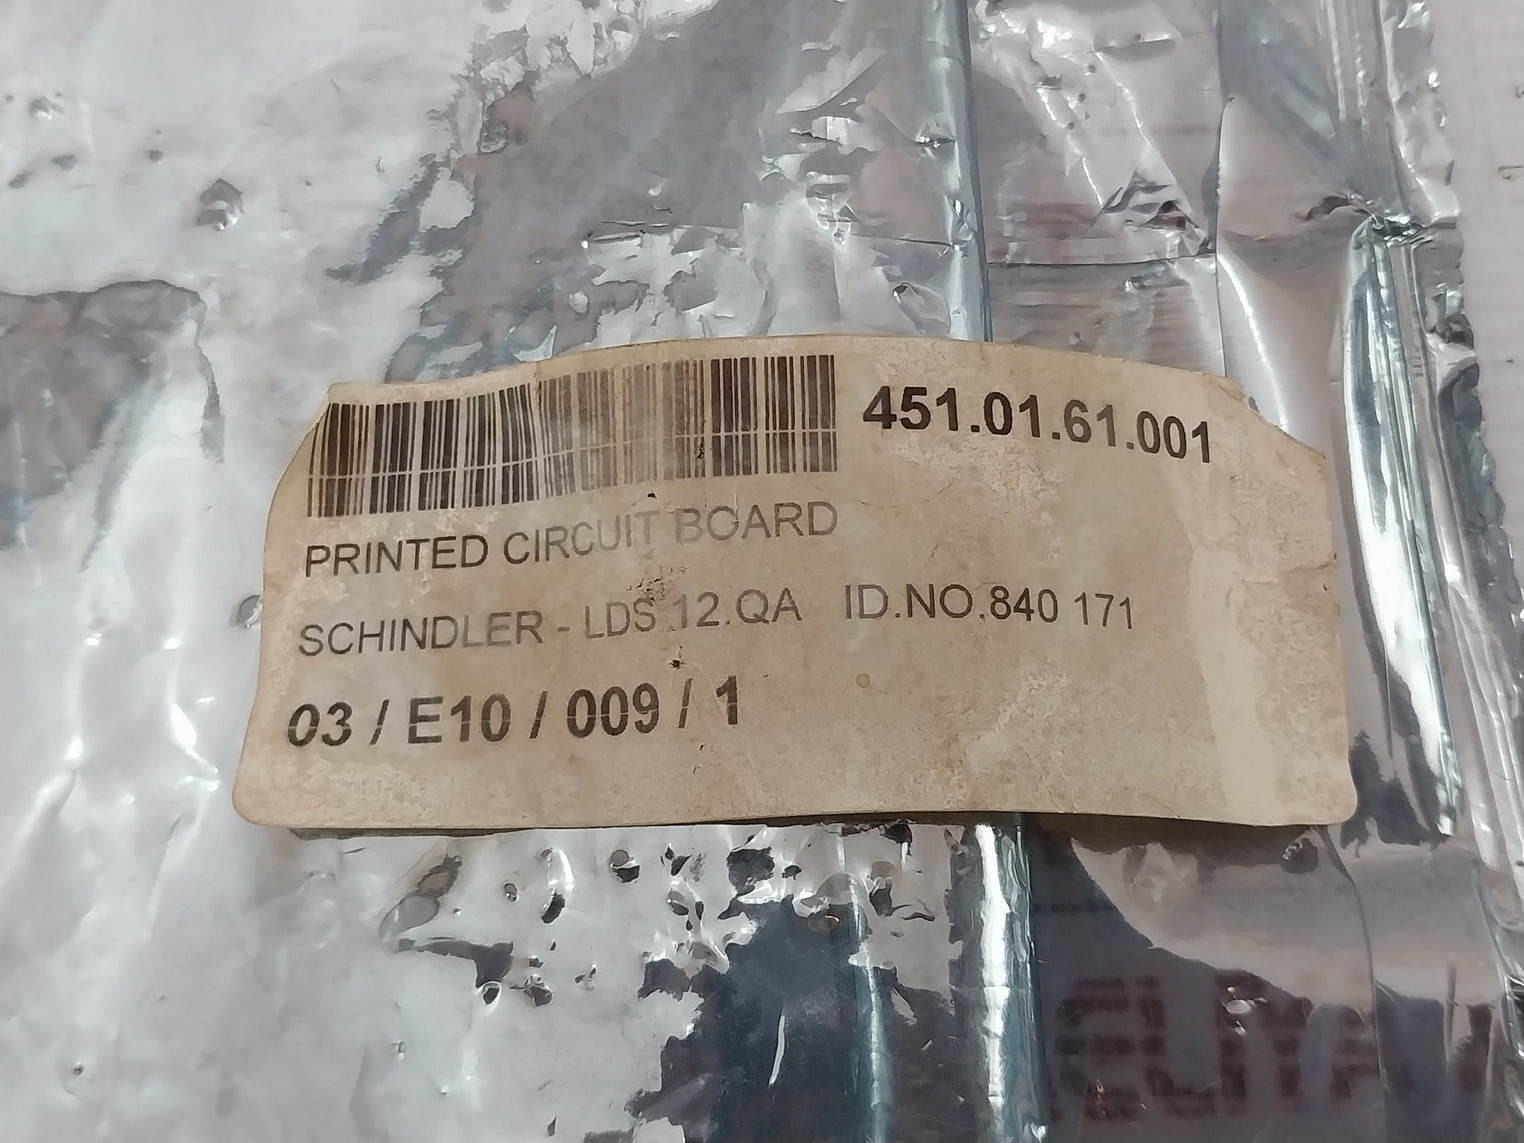 451.01.61.001
PRINTED CIRCUIT BOARD
SCHINDLER - LDS 12.QA ID.NO.840 171
03 / E10 / 009 / 1